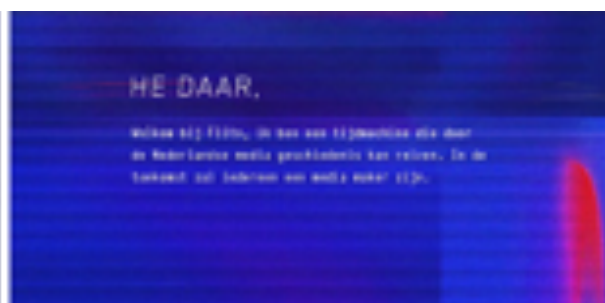 HE DAAR,
Welkom bij Flits, ik ben een tijdmachine die door
de Nederlandse media geschiedenis kan reizen. In de
toekomst zal iedereen een media maker zijn.